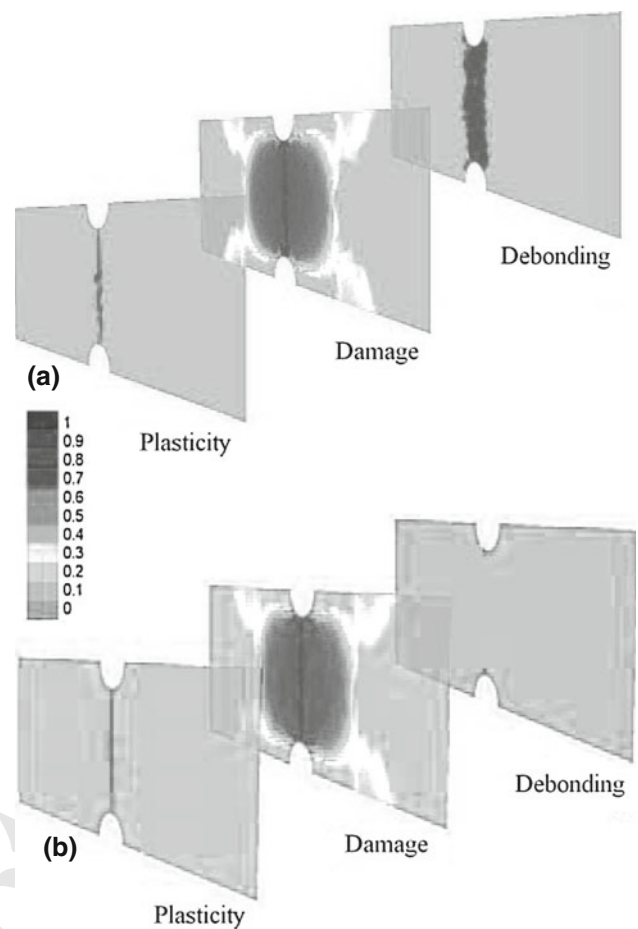 Debonding
Damage
(a)
Plasticity
1
0.9
0.8
0.7
0.6
0.5
0.4
0.3
0.2
0.1
0
Debonding
Damage
(b)
Plasticity